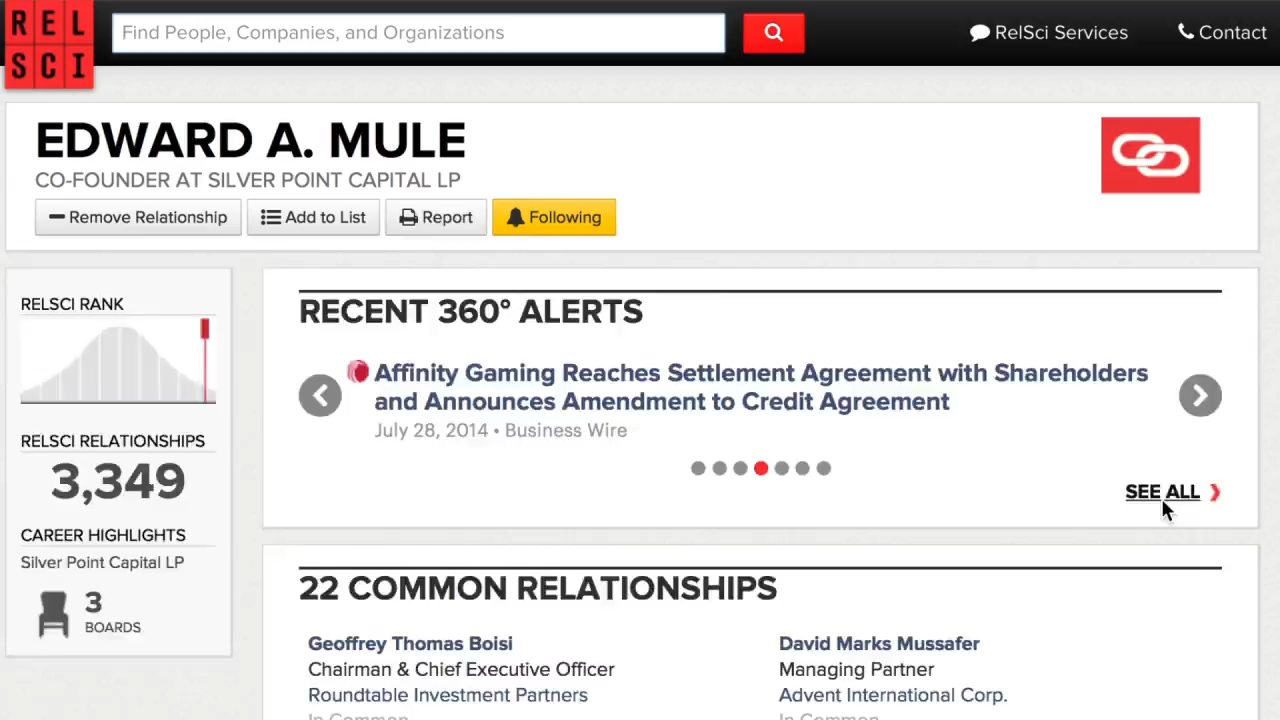 REL
SCI
Find People, Companies, and Organizations
RelSci Services
Contact
EDWARD A. MULE
CO-FOUNDER AT SILVER POINT CAPITAL LP
Remove Relationship
Add to List
Report
Following
RELSCI RANK
RELSCI RELATIONSHIPS
3,349
CAREER HIGHLIGHTS
Silver Point Capital LP
3
BOARDS
RECENT 360° ALERTS
Affinity Gaming Reaches Settlement Agreement with Shareholders
and Announces Amendment to Credit Agreement
July 28, 2014 • Business Wire
SEE ALL
22 COMMON RELATIONSHIPS
Geoffrey Thomas Boisi
Chairman & Chief Executive Officer
Roundtable Investment Partners
In Common
David Marks Mussafer
Managing Partner
Advent International Corp.
In Common